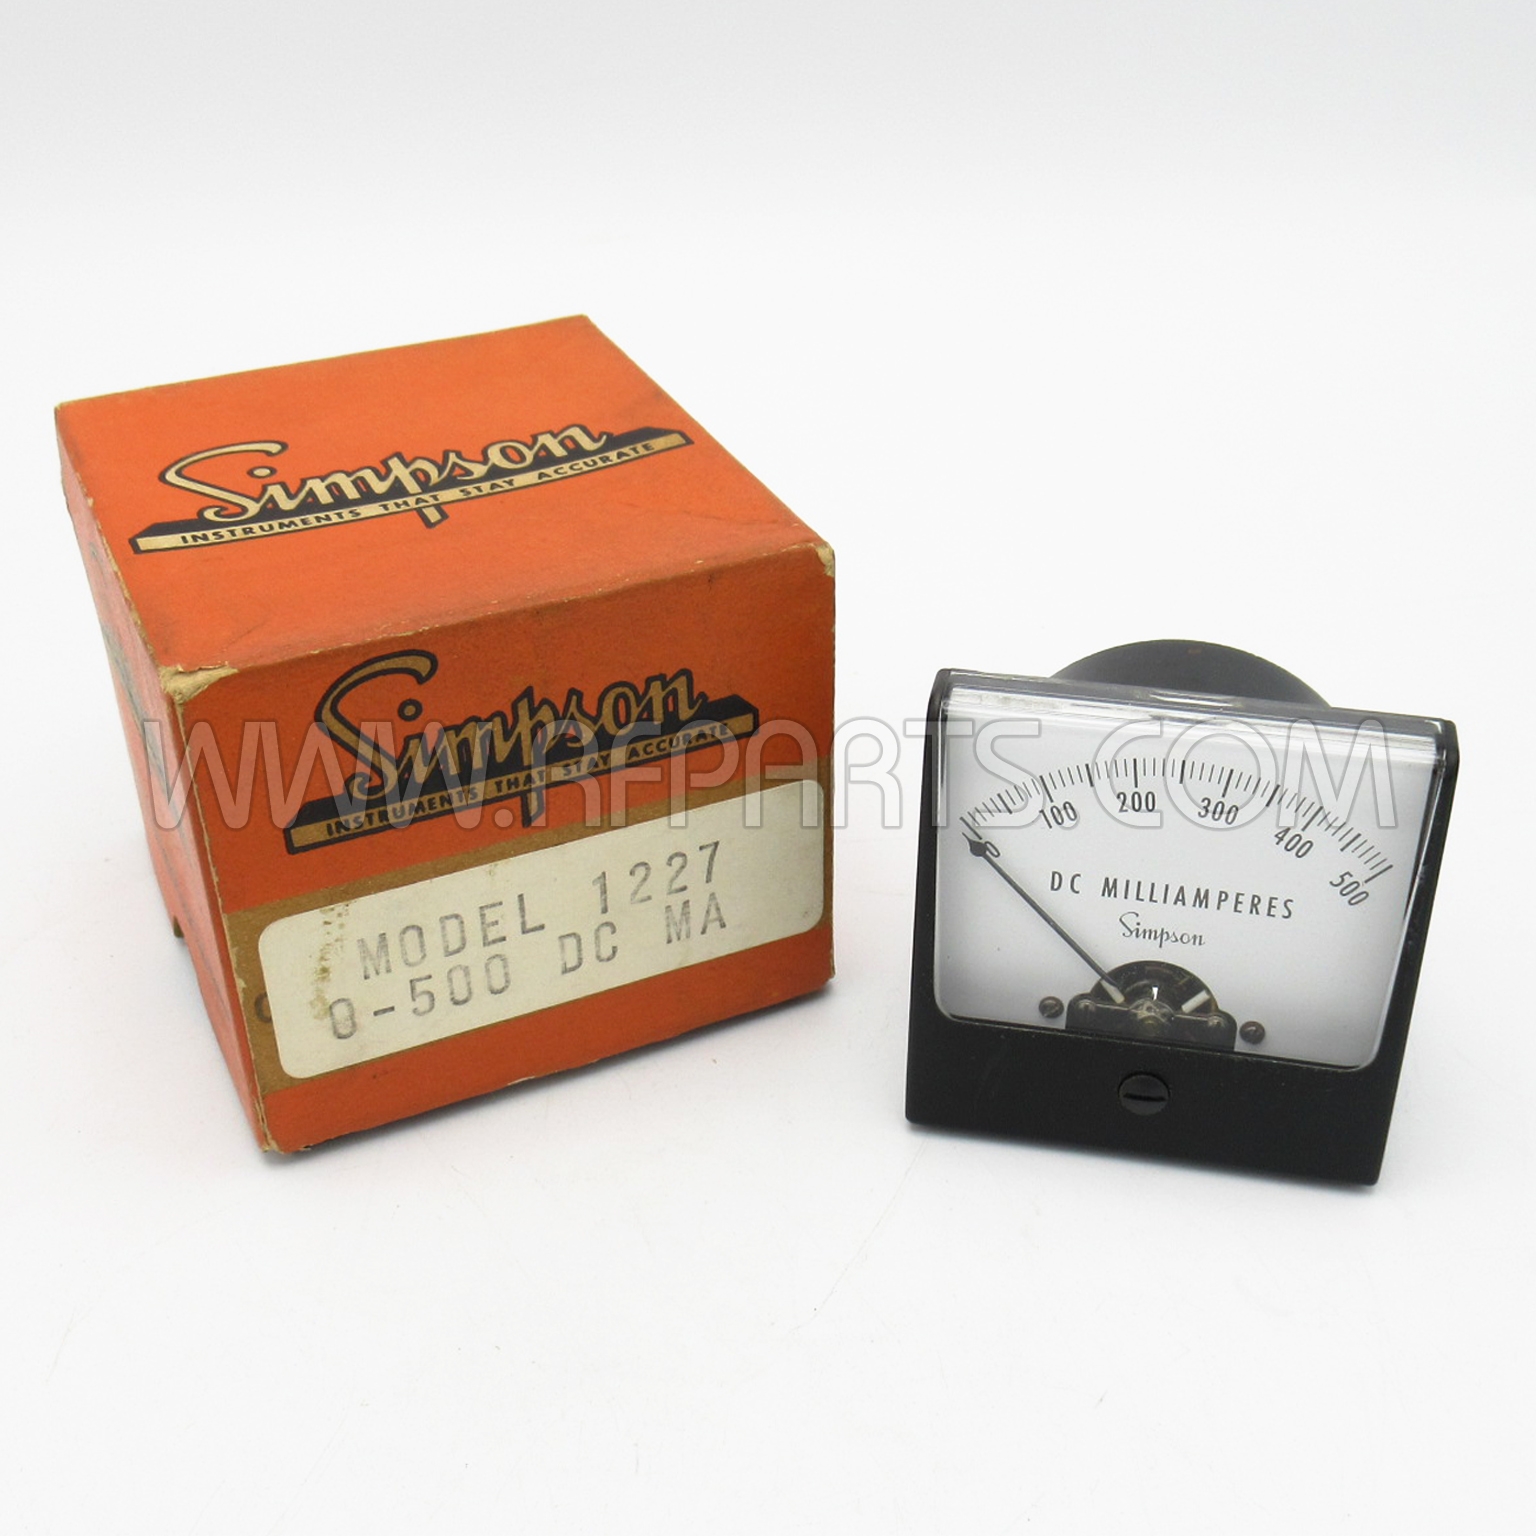 Simpson
INSTRUMENTS THAT STAY ACCURATE
Simpson
INSTRUMENTS THAT STAY ACCURATE
MODEL 1227
0-500 DC MA
WWW.RFPARTS.COM
0 100 200 300 400 500
DC MILLIAMPERES
Simpson